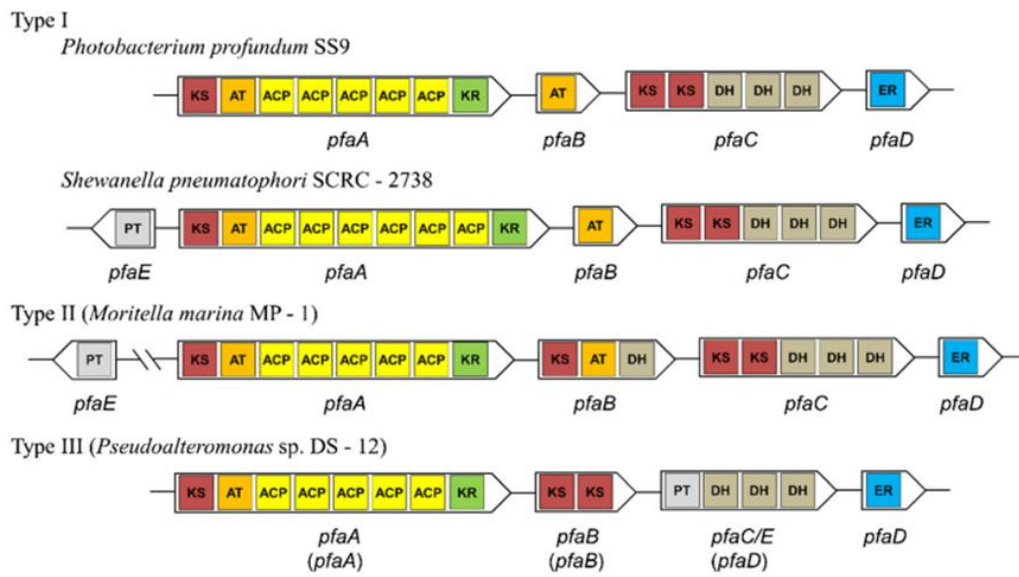 Type I
Photobacterium profundum SS9
KS AT ACP ACP ACP ACP ACP KR AT KS KS DH DH DH ER
pfaA pfaB pfaC pfaD
Shewanella pneumatophori SCRC - 2738
PT KS AT ACP ACP ACP ACP ACP ACP KR AT KS KS DH DH DH ER
pfaE pfaA pfaB pfaC pfaD
Type II (Moritella marina MP - 1)
PT KS AT ACP ACP ACP ACP ACP KR KS AT DH KS KS DH DH DH ER
pfaE pfaA pfaB pfaC pfaD
Type III (Pseudoalteromonas sp. DS - 12)
KS AT ACP ACP ACP ACP ACP KR KS KS PT DH DH DH ER
pfaA pfaB pfaC/E pfaD
(pfaA) (pfaB) (pfaD)